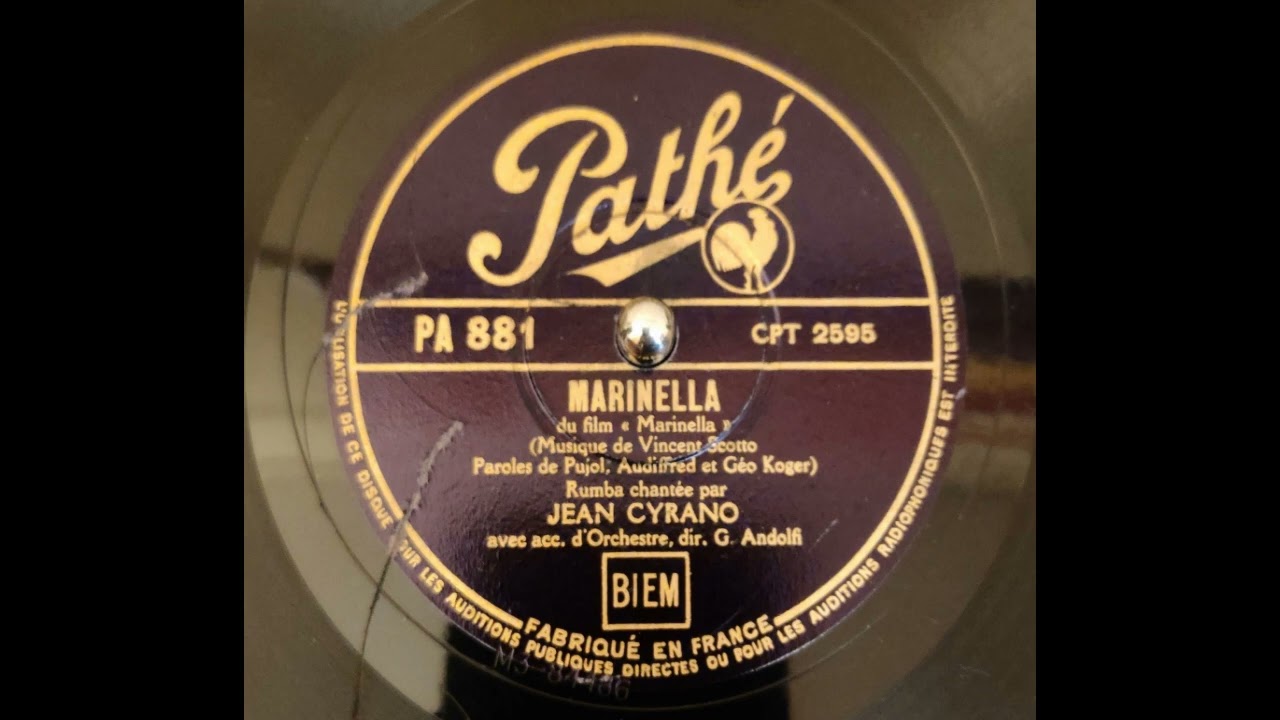 Pathé
PA 881
CPT 2595
MARINELLA
du film « Marinella »
(Musique de Vincent Scotto
Paroles de Pujol, Audiffred et Géo Koger)
Rumba chantée par
JEAN CYRANO
avec acc. d'Orchestre, dir. G. Andolfi
BIEM
FABRIQUÉ EN FRANCE
L'UTILISATION DE CE DISQUE SUR LES AUDITIONS PUBLIQUES DIRECTES OU POUR LES AUDITIONS RADIOPHONIQUES EST INTERDITE